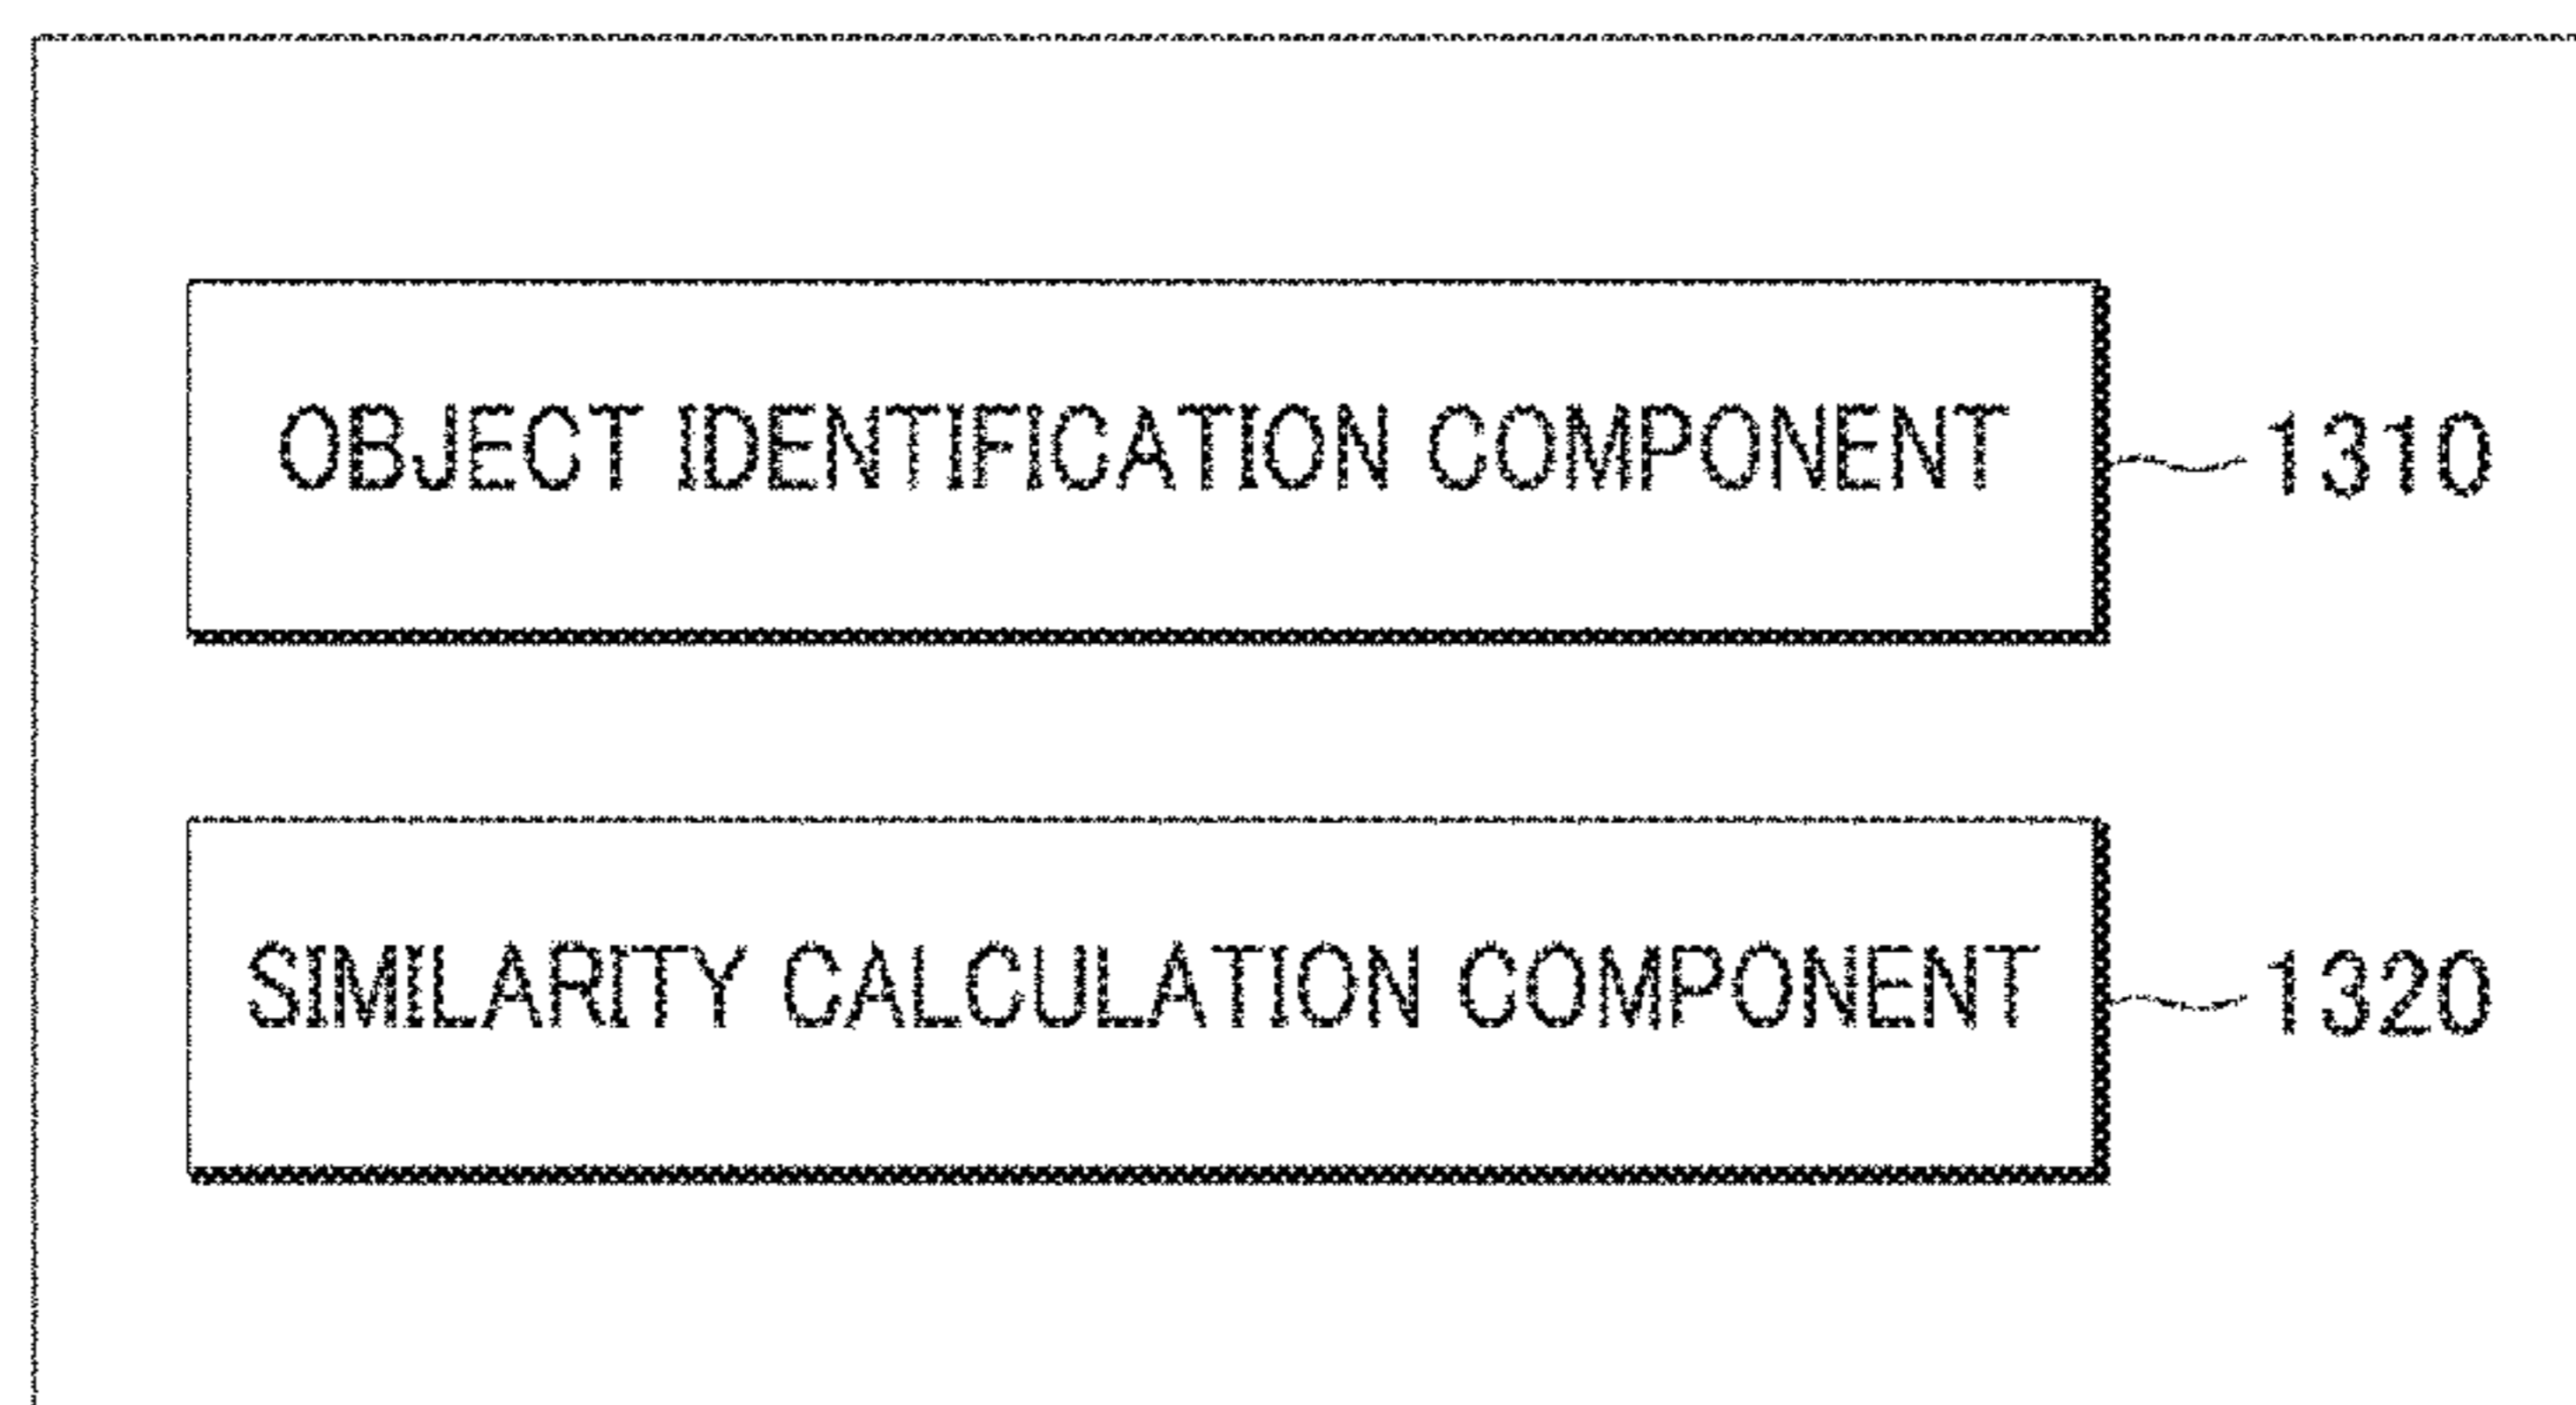 OBJECT IDENTIFICATION COMPONENT 1310
SIMILARITY CALCULATION COMPONENT 1320